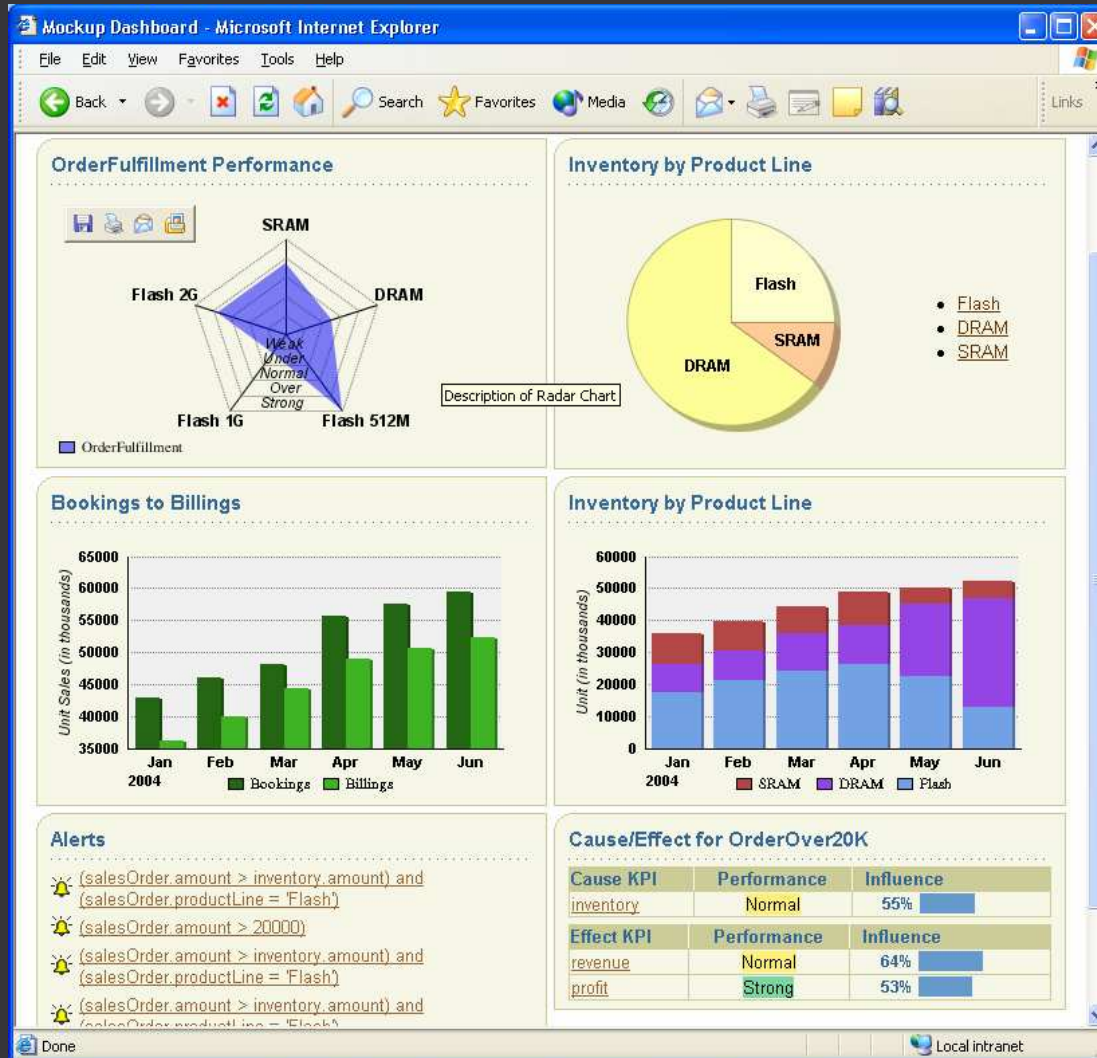 Mockup Dashboard - Microsoft Internet Explorer
File Edit View Favorites Tools Help
Back Search Favorites Media Links
OrderFulfillment Performance
SRAM
Flash 2G
DRAM
Weak
Under
Normal
Over
Strong
Flash 1G
Flash 512M
OrderFulfillment
Description of Radar Chart
Inventory by Product Line
Flash
SRAM
DRAM
Flash
DRAM
SRAM
Bookings to Billings
Unit Sales (in thousands)
65000
60000
55000
50000
45000
40000
35000
Jan Feb Mar Apr May Jun
2004
Bookings Billings
Inventory by Product Line
Unit (in thousands)
60000
50000
40000
30000
20000
10000
0
Jan Feb Mar Apr May Jun
2004
SRAM DRAM Flash
Alerts
(salesOrder.amount > inventory.amount) and
(salesOrder.productLine = 'Flash')
(salesOrder.amount > 20000)
(salesOrder.amount > inventory.amount) and
(salesOrder.productLine = 'Flash')
(salesOrder.amount > inventory.amount) and
(salesOrder.productLine = 'Flash')
Cause/Effect for OrderOver20K
Cause KPI Performance Influence
inventory Normal 55%
Effect KPI Performance Influence
revenue Normal 64%
profit Strong 53%
Done
Local intranet